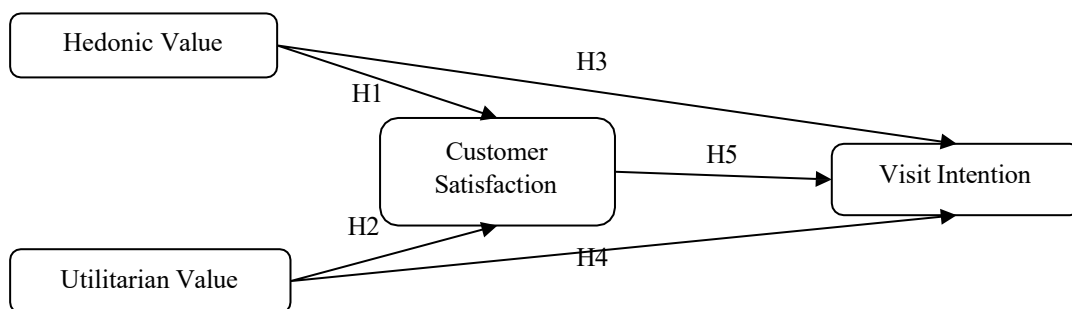 Hedonic Value
H3
H1
Customer
Satisfaction
H5
Visit Intention
H2
H4
Utilitarian Value